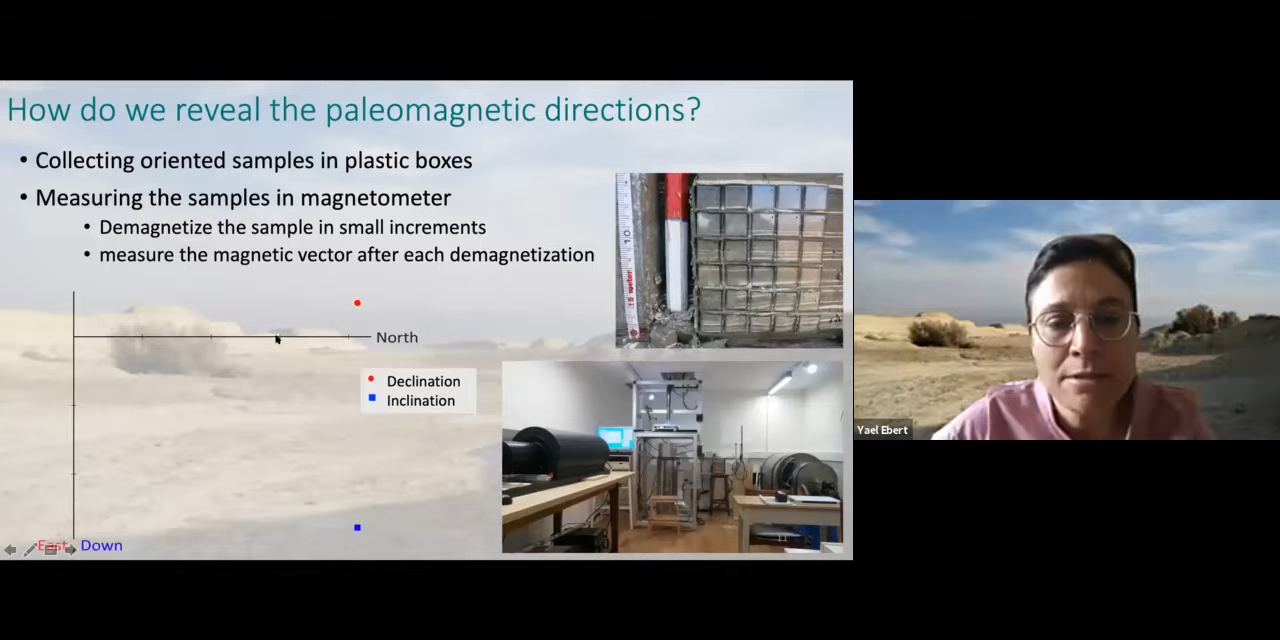 How do we reveal the paleomagnetic directions?
• Collecting oriented samples in plastic boxes
• Measuring the samples in magnetometer
• Demagnetize the sample in small increments
• measure the magnetic vector after each demagnetization
North
Declination
Inclination
East Down
Yael Ebert